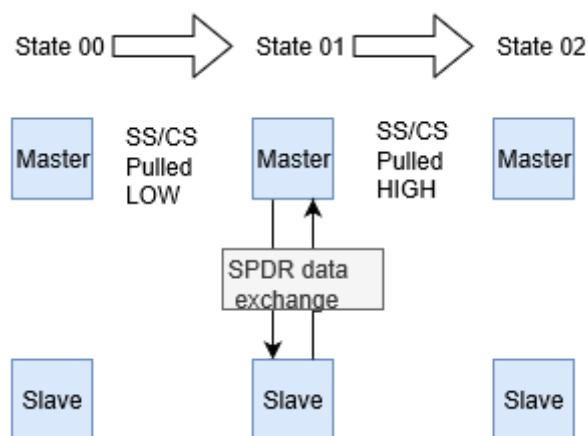 State 00
State 01
State 02
Master
SS/CS
Pulled
LOW
Master
SS/CS
Pulled
HIGH
Master
SPDR data
exchange
Slave
Slave
Slave